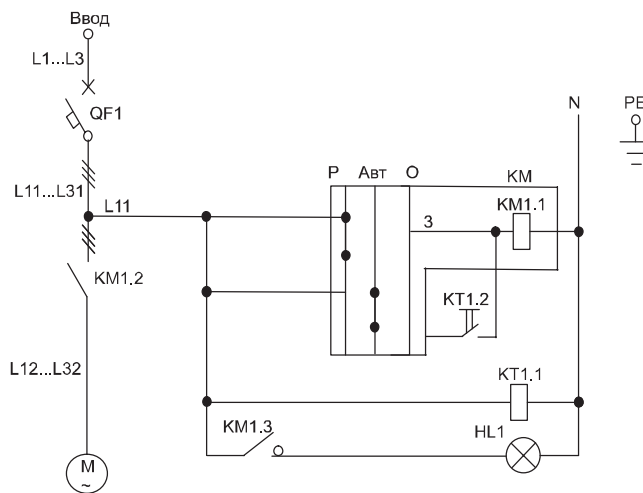 Ввод
L1...L3
QF1
N
PE
P Авт O
KM
L11...L31
L11
3
KM1.1
KM1.2
KT1.2
L12...L32
KT1.1
KM1.3
HL1
M
~